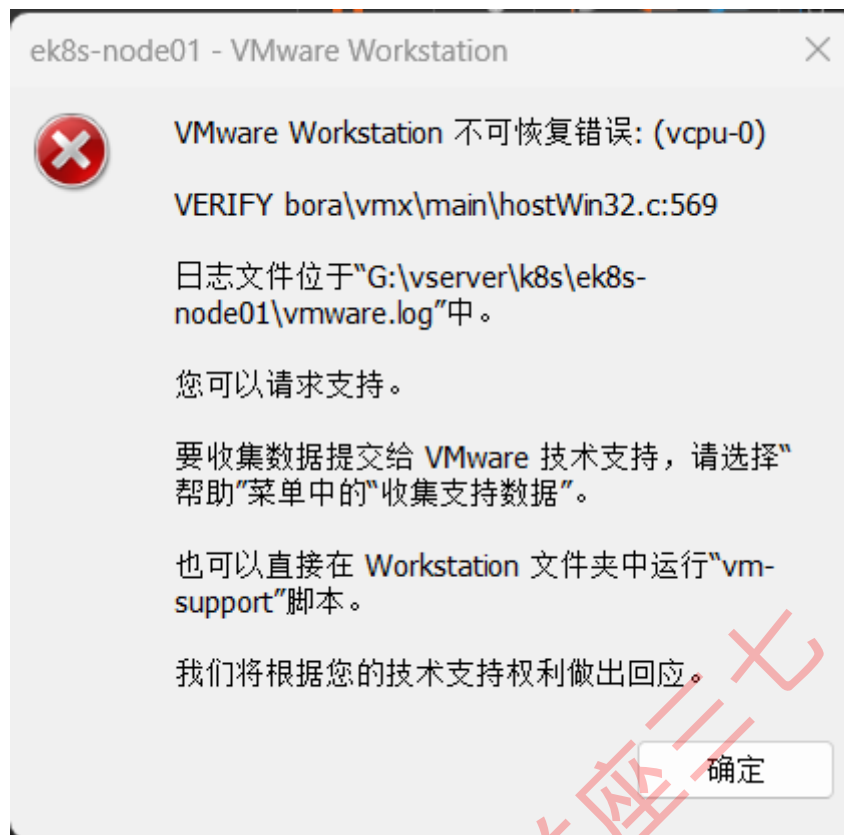 ek8s-node01 - VMware Workstation
VMware Workstation 不可恢复错误: (vcpu-0)
VERIFY bora\vmx\main\hostWin32.c:569
日志文件位于“G:\vserver\k8s\ek8s-
node01\vmware.log”中。
您可以请求支持。
要收集数据提交给 VMware 技术支持，请选择“
帮助”菜单中的“收集支持数据”。
也可以直接在 Workstation 文件夹中运行“vm-
support”脚本。
我们将根据您的技术支持权利做出回应。
确定
座三七